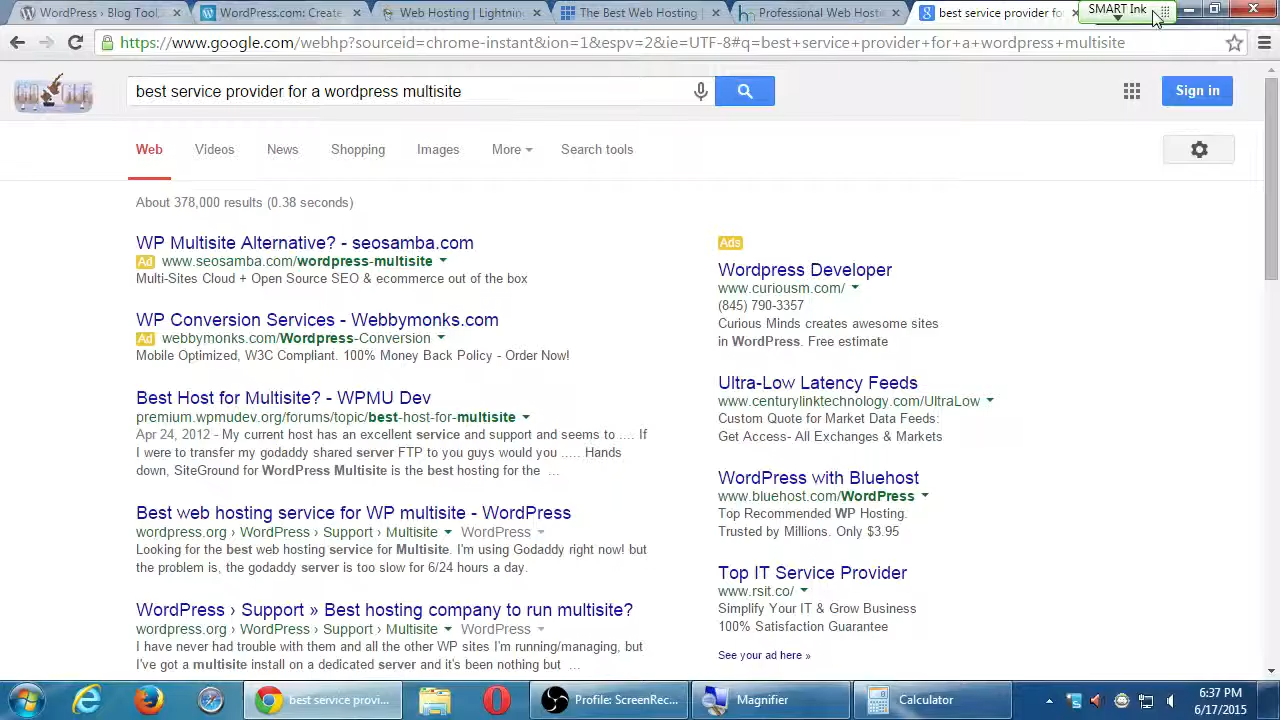 WordPress › Blog Tool,
WordPress.com: Create
Web Hosting | Lightning
The Best Web Hosting |
Professional Web Host
best service provider fo
SMART Ink
https://www.google.com/webhp?sourceid=chrome-instant&ion=1&espv=2&ie=UTF-8#q=best+service+provider+for+a+wordpress+multisite
best service provider for a wordpress multisite
Sign in
Web
Videos
News
Shopping
Images
More
Search tools
About 378,000 results (0.38 seconds)
WP Multisite Alternative? - seosamba.com
Ad www.seosamba.com/wordpress-multisite
Multi-Sites Cloud + Open Source SEO & ecommerce out of the box
WP Conversion Services - Webbymonks.com
Ad webbymonks.com/Wordpress-Conversion
Mobile Optimized, W3C Compliant. 100% Money Back Policy - Order Now!
Best Host for Multisite? - WPMU Dev
premium.wpmudev.org/forums/topic/best-host-for-multisite
Apr 24, 2012 - My current host has an excellent service and support and seems to .... If
I were to transfer my godaddy shared server FTP to you guys would you ..... Hands
down, SiteGround for WordPress Multisite is the best hosting for the ...
Best web hosting service for WP multisite - WordPress
wordpress.org › WordPress › Support › Multisite WordPress
Looking for the best web hosting service for Multisite. I'm using Godaddy right now! but
the problem is, the godaddy server is too slow for 6/24 hours a day.
WordPress › Support » Best hosting company to run multisite?
wordpress.org › WordPress › Support › Multisite WordPress
I have never had trouble with them and all the other WP sites I'm running/managing, but
I've got a multisite install on a dedicated server and it's been nothing but ...
Ads
Wordpress Developer
www.curiousm.com/
(845) 790-3357
Curious Minds creates awesome sites
in WordPress. Free estimate
Ultra-Low Latency Feeds
www.centurylinktechnology.com/UltraLow
Custom Quote for Market Data Feeds:
Get Access- All Exchanges & Markets
WordPress with Bluehost
www.bluehost.com/WordPress
Top Recommended WP Hosting.
Trusted by Millions. Only $3.95
Top IT Service Provider
www.rsit.co/
Simplify Your IT & Grow Business
100% Satisfaction Guarantee
See your ad here »
best service provi...
Profile: ScreenRec...
Magnifier
Calculator
6:37 PM
6/17/2015